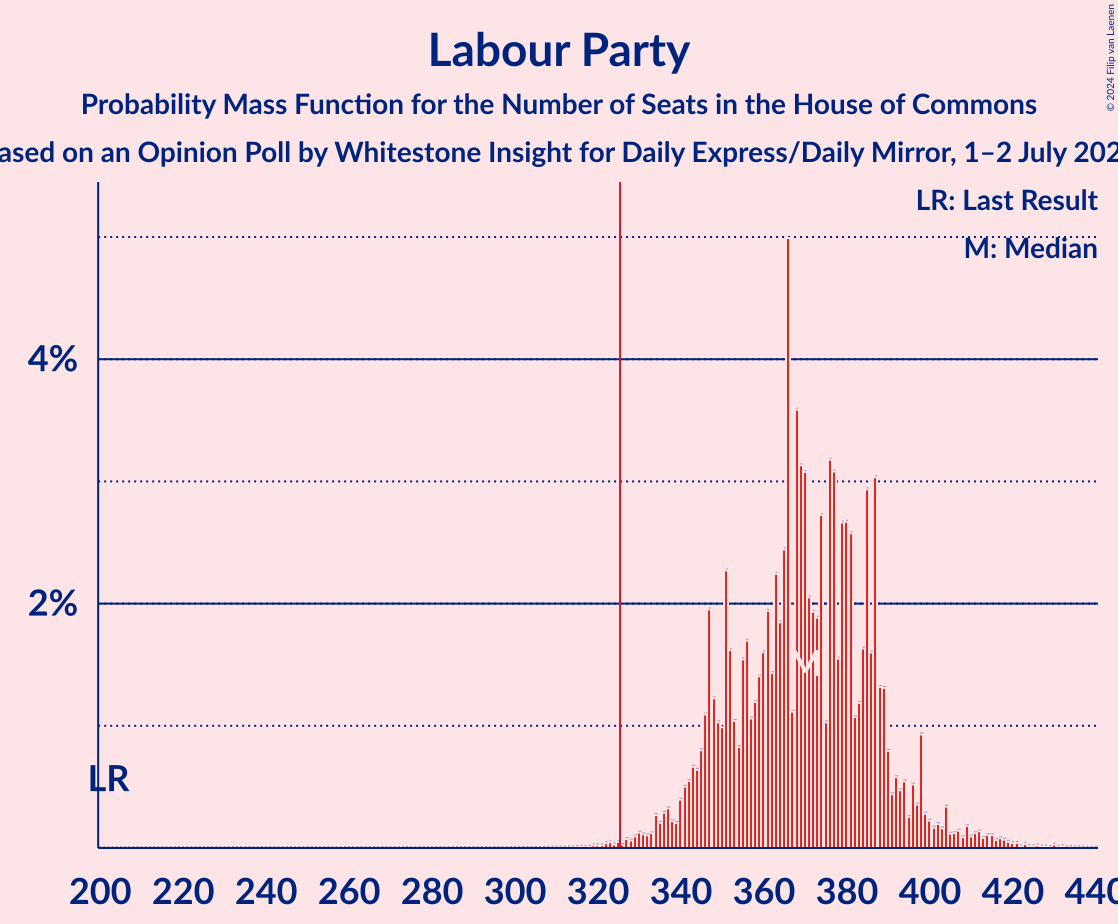 Labour Party
Probability Mass Function for the Number of Seats in the House of Commons
ased on an Opinion Poll by Whitestone Insight for Daily Express/Daily Mirror, 1–2 July 202
© 2024 Filip van Laenen
LR: Last Result
M: Median
4%
2%
M
LR
200 220 240 260 280 300 320 340 360 380 400 420 440